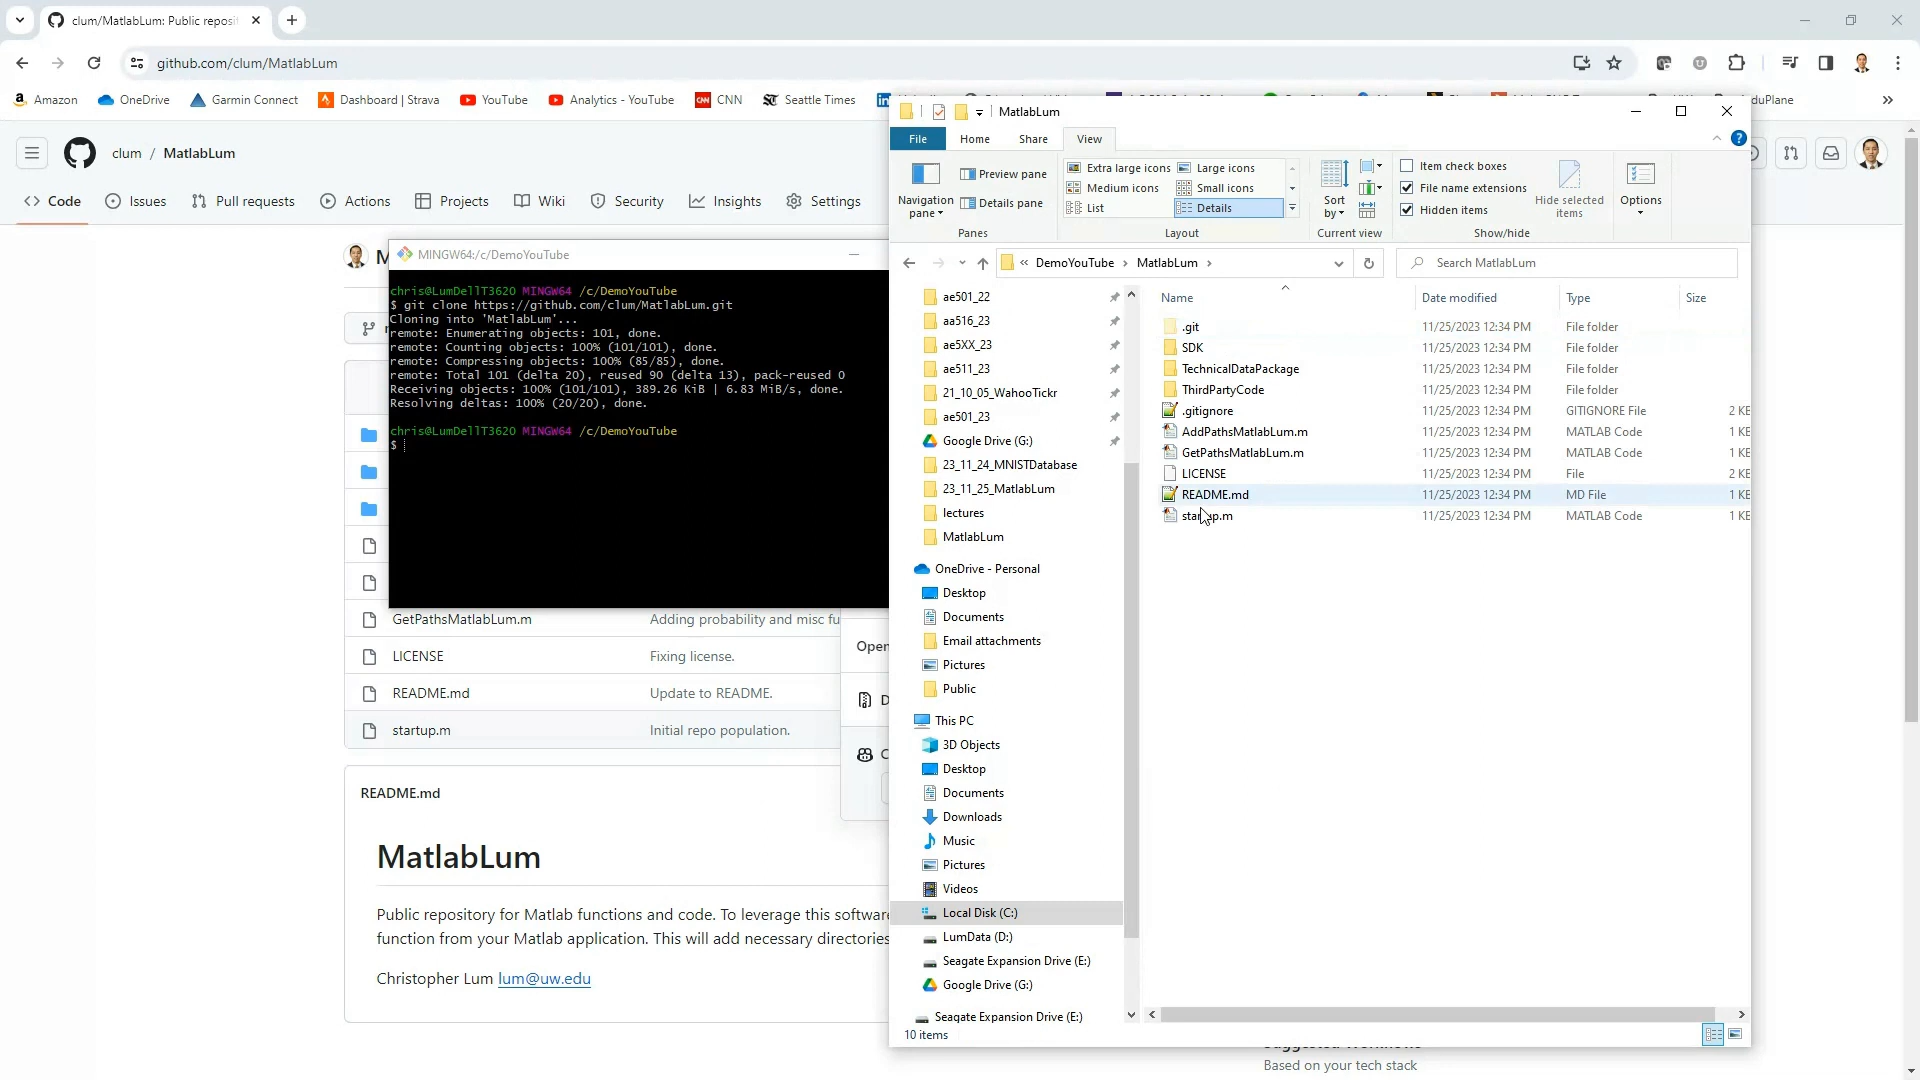 clum/MatlabLum: Public reposit
github.com/clum/MatlabLum
Amazon
OneDrive
Garmin Connect
Dashboard | Strava
YouTube
Analytics - YouTube
CNN
Seattle Times
duPlane
clum / MatlabLum
Code
Issues
Pull requests
Actions
Projects
Wiki
Security
Insights
Settings
MINGW64:/c/DemoYouTube
chris@LumDellT3620 MINGW64 /c/DemoYouTube
$ git clone https://github.com/clum/MatlabLum.git
Cloning into 'MatlabLum'...
remote: Enumerating objects: 101, done.
remote: Counting objects: 100% (101/101), done.
remote: Compressing objects: 100% (85/85), done.
remote: Total 101 (delta 20), reused 90 (delta 13), pack-reused 0
Receiving objects: 100% (101/101), 389.26 KiB | 6.83 MiB/s, done.
Resolving deltas: 100% (20/20), done.
chris@LumDellT3620 MINGW64 /c/DemoYouTube
$
GetPathsMatlabLum.m
Adding probability and misc fu
LICENSE
Fixing license.
README.md
Update to README.
startup.m
Initial repo population.
Open
README.md
MatlabLum
Public repository for Matlab functions and code. To leverage this software
function from your Matlab application. This will add necessary directories
Christopher Lum lum@uw.edu
MatlabLum
File
Home
Share
View
Navigation pane
Preview pane
Details pane
Panes
Extra large icons
Large icons
Medium icons
Small icons
List
Details
Layout
Sort by
Current view
Item check boxes
File name extensions
Hidden items
Hide selected items
Show/hide
Options
« DemoYouTube › MatlabLum ›
Search MatlabLum
ae501_22
aa516_23
ae5XX_23
ae511_23
21_10_05_WahooTickr
ae501_23
Google Drive (G:)
23_11_24_MNISTDatabase
23_11_25_MatlabLum
lectures
MatlabLum
OneDrive - Personal
Desktop
Documents
Email attachments
Pictures
Public
This PC
3D Objects
Desktop
Documents
Downloads
Music
Pictures
Videos
Local Disk (C:)
LumData (D:)
Seagate Expansion Drive (E:)
Google Drive (G:)
Seagate Expansion Drive (E:)
Name Date modified Type Size
.git 11/25/2023 12:34 PM File folder
SDK 11/25/2023 12:34 PM File folder
TechnicalDataPackage 11/25/2023 12:34 PM File folder
ThirdPartyCode 11/25/2023 12:34 PM File folder
.gitignore 11/25/2023 12:34 PM GITIGNORE File 2 KB
AddPathsMatlabLum.m 11/25/2023 12:34 PM MATLAB Code 1 KB
GetPathsMatlabLum.m 11/25/2023 12:34 PM MATLAB Code 1 KB
LICENSE 11/25/2023 12:34 PM File 2 KB
README.md 11/25/2023 12:34 PM MD File 1 KB
startup.m 11/25/2023 12:34 PM MATLAB Code 1 KB
10 items
Based on your tech stack